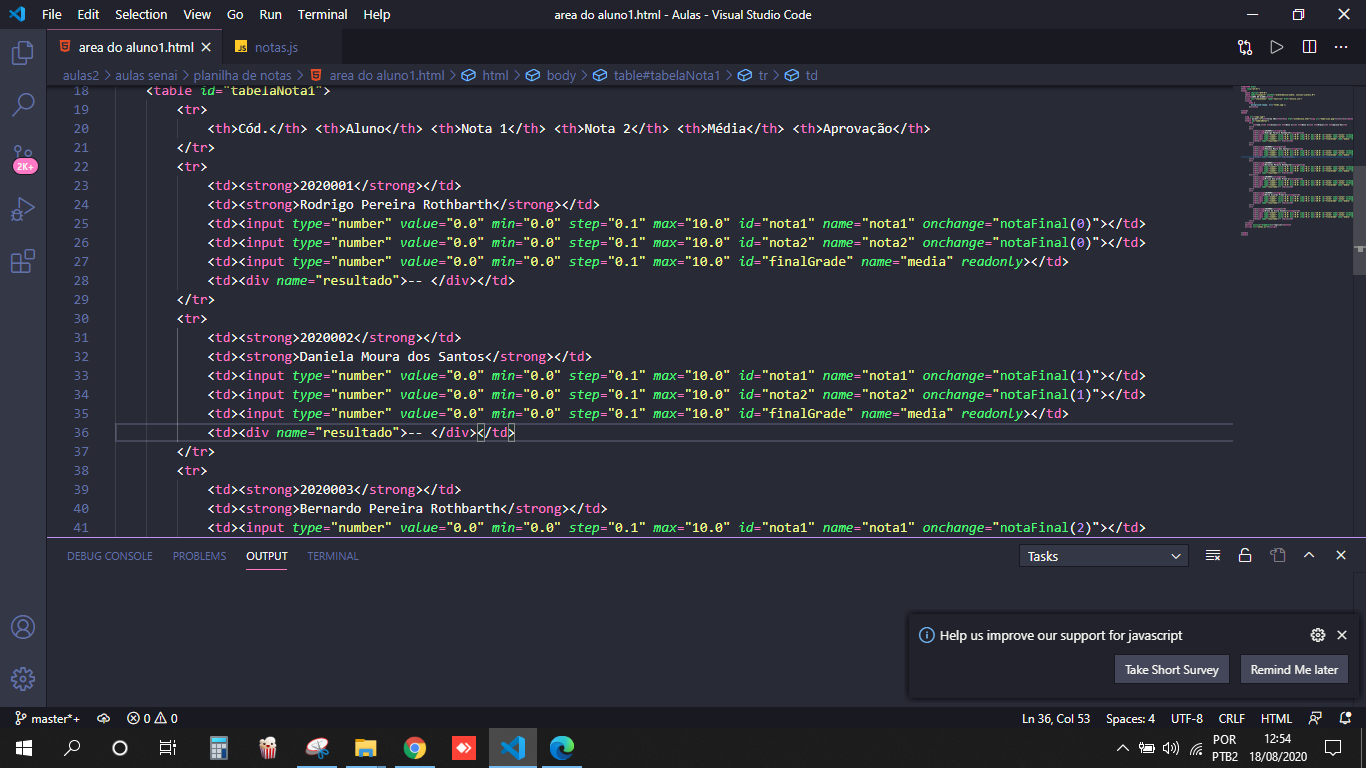 File Edit Selection View Go Run Terminal Help area do aluno1.html - Aulas - Visual Studio Code
area do aluno1.html JS notas.js
aulas2 > aulas senai > planilha de notas > area do aluno1.html > html > body > table#tabelaNota1 > tr > td
18 <table id="tabelaNota1">
19 <tr>
20 <th>Cód.</th> <th>Aluno</th> <th>Nota 1</th> <th>Nota 2</th> <th>Média</th> <th>Aprovação</th>
21 </tr>
22 <tr>
23 <td><strong>2020001</strong></td>
24 <td><strong>Rodrigo Pereira Rothbarth</strong></td>
25 <td><input type="number" value="0.0" min="0.0" step="0.1" max="10.0" id="nota1" name="nota1" onchange="notaFinal(0)"></td>
26 <td><input type="number" value="0.0" min="0.0" step="0.1" max="10.0" id="nota2" name="nota2" onchange="notaFinal(0)"></td>
27 <td><input type="number" value="0.0" min="0.0" step="0.1" max="10.0" id="finalGrade" name="media" readonly></td>
28 <td><div name="resultado">-- </div></td>
29 </tr>
30 <tr>
31 <td><strong>2020002</strong></td>
32 <td><strong>Daniela Moura dos Santos</strong></td>
33 <td><input type="number" value="0.0" min="0.0" step="0.1" max="10.0" id="nota1" name="nota1" onchange="notaFinal(1)"></td>
34 <td><input type="number" value="0.0" min="0.0" step="0.1" max="10.0" id="nota2" name="nota2" onchange="notaFinal(1)"></td>
35 <td><input type="number" value="0.0" min="0.0" step="0.1" max="10.0" id="finalGrade" name="media" readonly></td>
36 <td><div name="resultado">-- </div></td>
37 </tr>
38 <tr>
39 <td><strong>2020003</strong></td>
40 <td><strong>Bernardo Pereira Rothbarth</strong></td>
41 <td><input type="number" value="0.0" min="0.0" step="0.1" max="10.0" id="nota1" name="nota1" onchange="notaFinal(2)"></td>
2K+
DEBUG CONSOLE PROBLEMS OUTPUT TERMINAL Tasks
Help us improve our support for javascript
Take Short Survey Remind Me later
master*+ 0 0 Ln 36, Col 53 Spaces: 4 UTF-8 CRLF HTML
POR 12:54
PTB2 18/08/2020